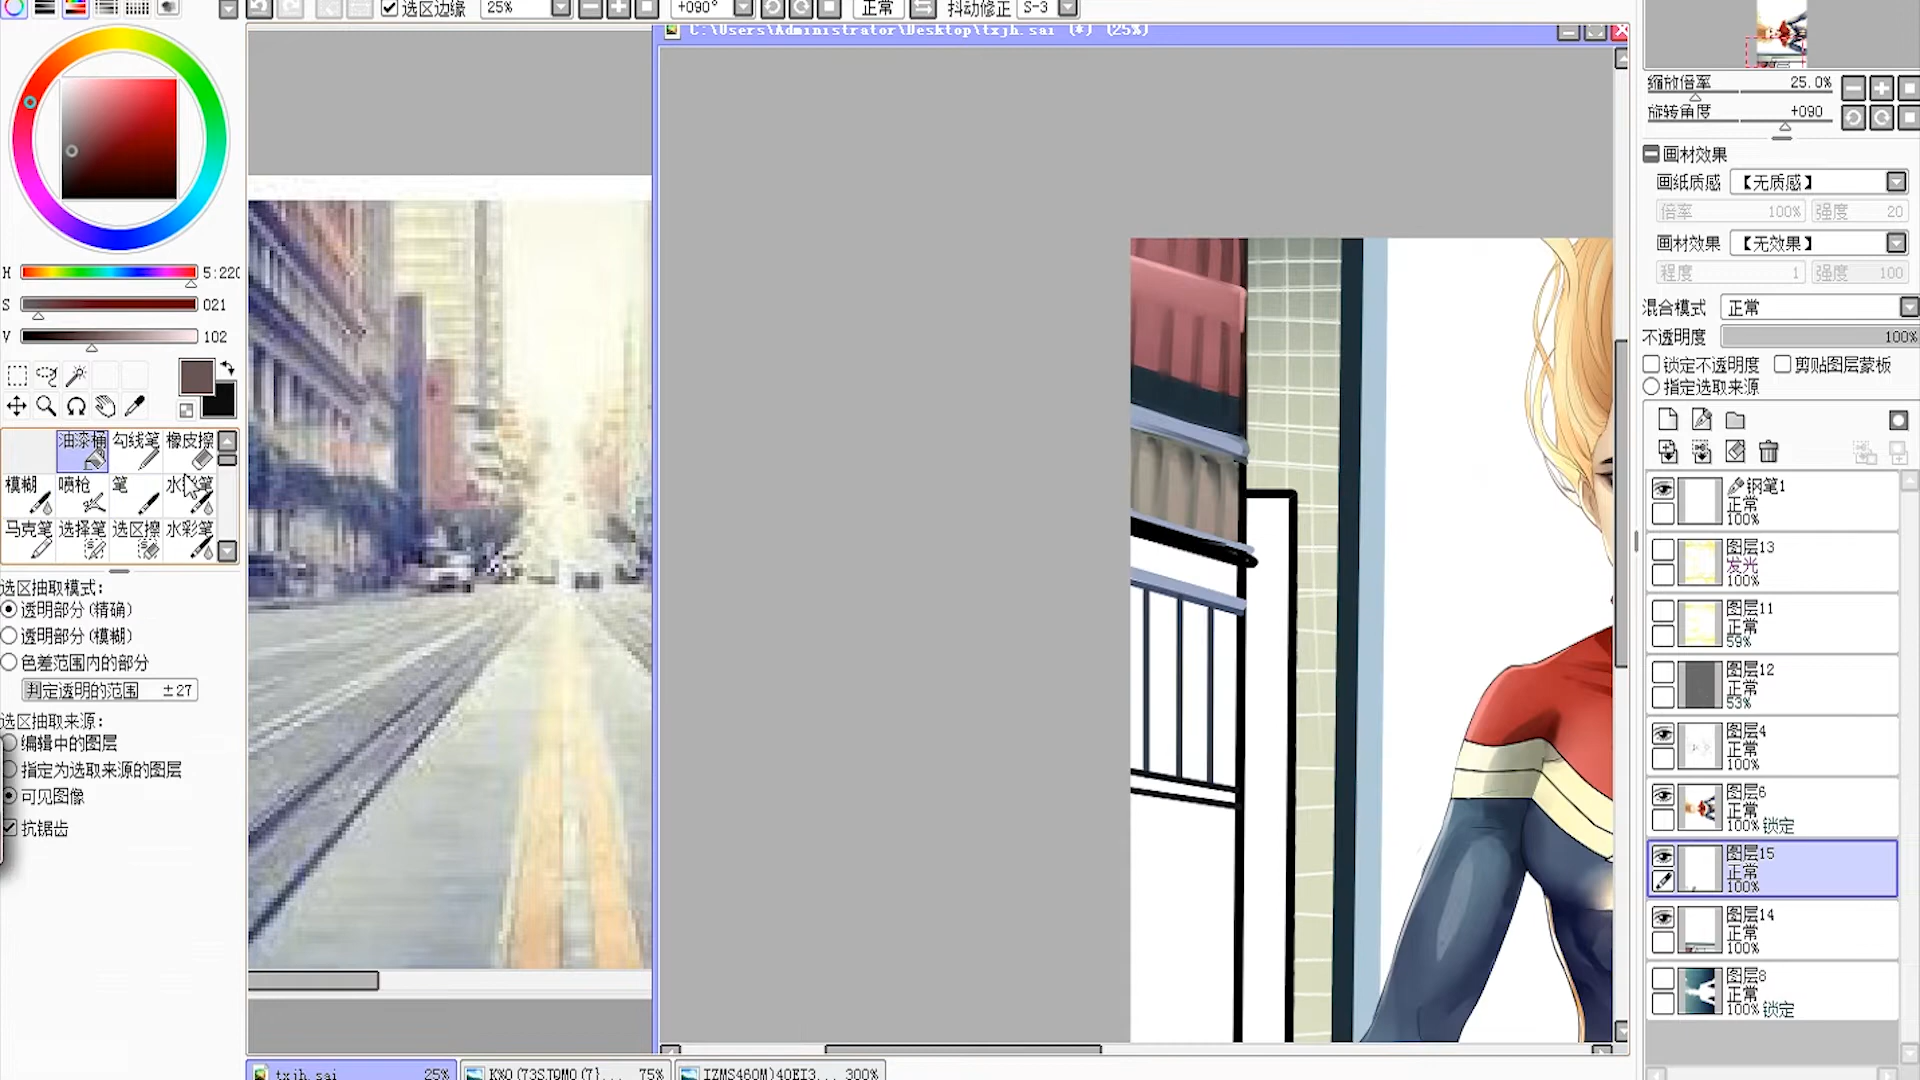 选区边缘 25% +090° 正常 抖动修正 S-3
C:\Users\Administrator\Desktop\txjh.sai (*) (25%)
缩放倍率 25.0%
旋转角度 +090
画材效果
画纸质感 【无质感】
倍率 100% 强度 20
画材效果 【无效果】
程度 1 强度 100
混合模式 正常
不透明度 100%
锁定不透明度 剪贴图层蒙板
指定选取来源
H 5:220
S 021
V 102
油漆桶 勾线笔 橡皮擦
模糊 喷枪 笔 水 笔
马克笔 选择笔 选区擦 水彩笔
选区抽取模式:
透明部分(精确)
透明部分(模糊)
色差范围内的部分
判定透明的范围 ±27
选区抽取来源:
编辑中的图层
指定为选取来源的图层
可见图像
抗锯齿
钢笔1
正常
100%
图层13
发光
100%
图层11
正常
59%
图层12
正常
53%
图层4
正常
100%
图层6
正常
100% 锁定
图层15
正常
100%
图层14
正常
100%
图层8
正常
100% 锁定
txjh.sai 25% 75% 300%